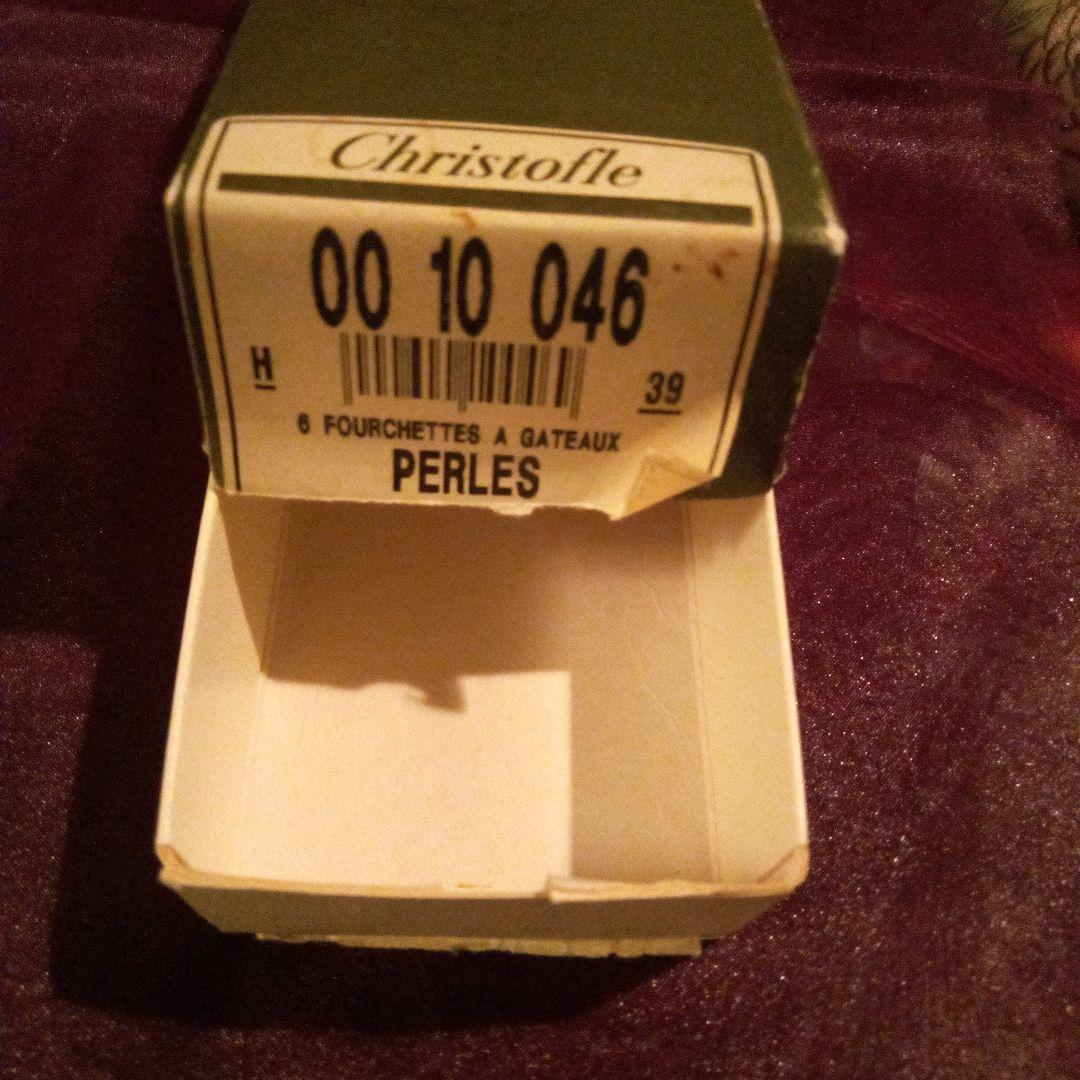 Christofle
00 10 046
H 39
6 FOURCHETTES A GATEAUX
PERLES